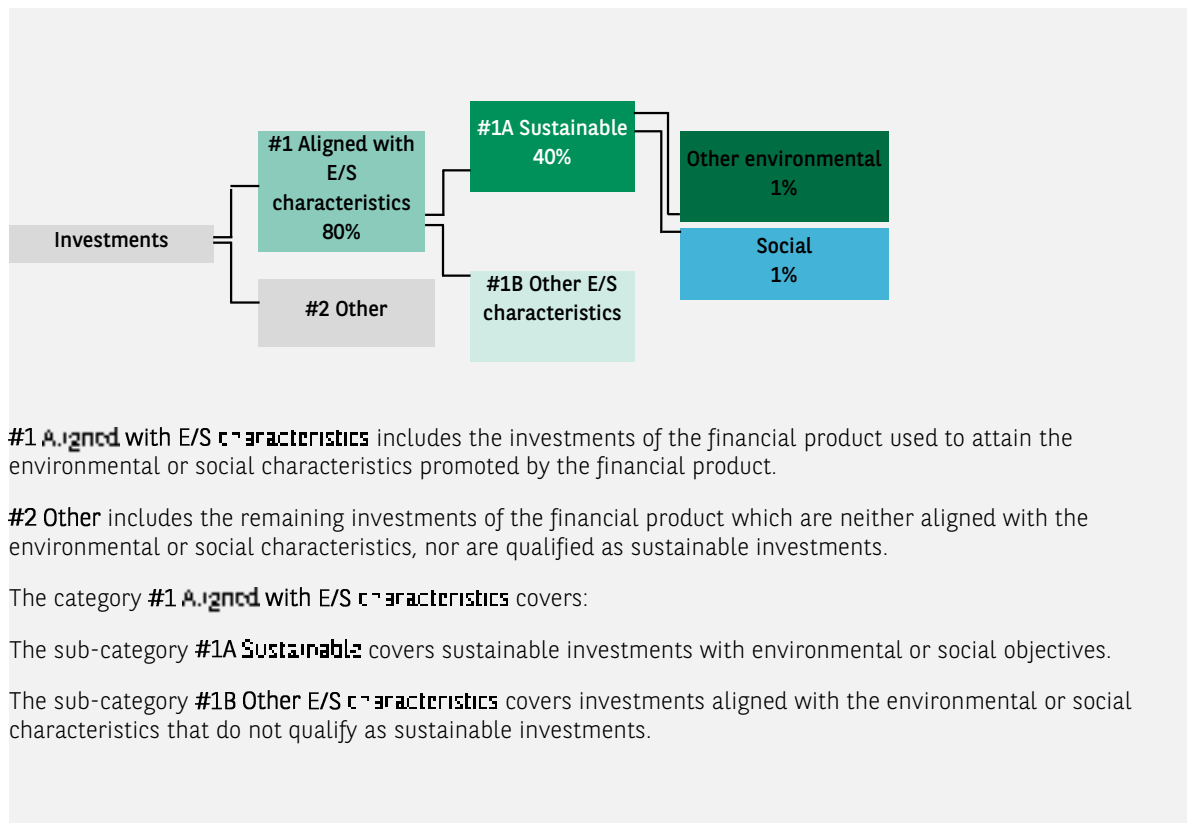 #1A Sustainable
40%
#1 Aligned with
E/S
characteristics
80%
Other environmental
1%
Investments
Social
1%
#2 Other
#1B Other E/S
characteristics
#1 Aligned with E/S characteristics includes the investments of the financial product used to attain the
environmental or social characteristics promoted by the financial product.
#2 Other includes the remaining investments of the financial product which are neither aligned with the
environmental or social characteristics, nor are qualified as sustainable investments.
The category #1 Aligned with E/S characteristics covers:
The sub-category #1A Sustainable covers sustainable investments with environmental or social objectives.
The sub-category #1B Other E/S characteristics covers investments aligned with the environmental or social
characteristics that do not qualify as sustainable investments.